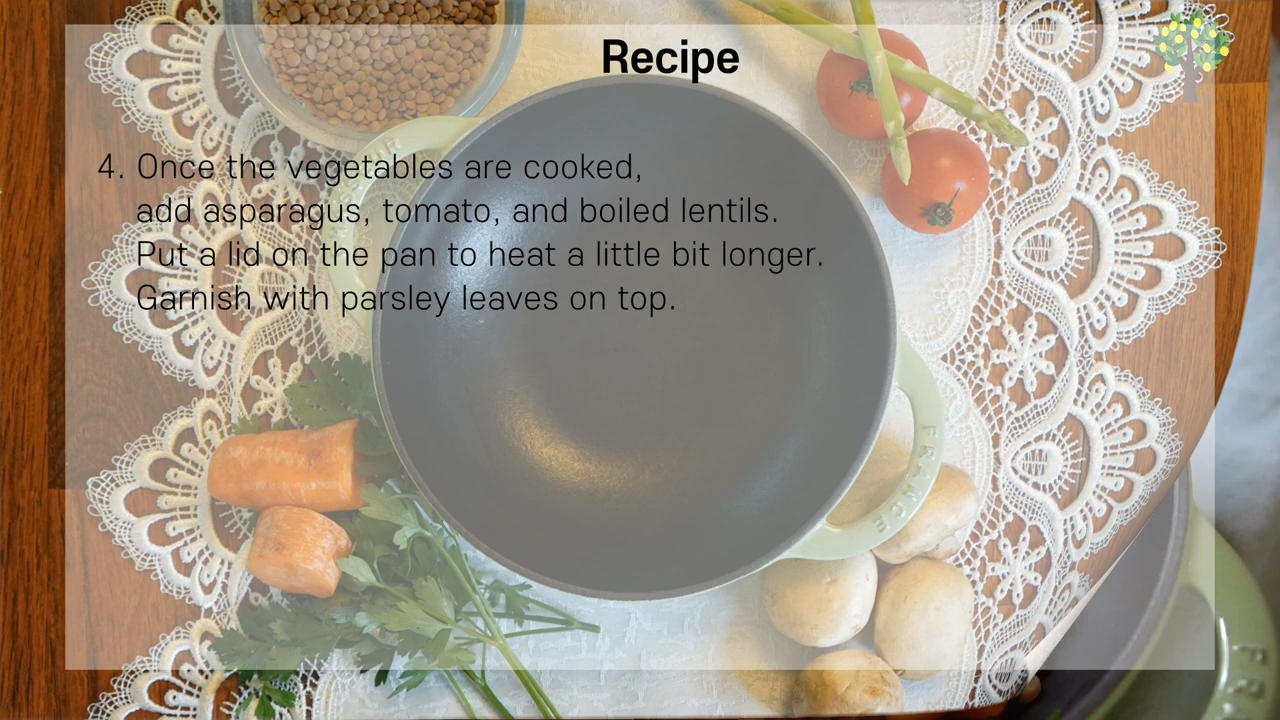 Recipe
4. Once the vegetables are cooked,
add asparagus, tomato, and boiled lentils.
Put a lid on the pan to heat a little bit longer.
Garnish with parsley leaves on top.
FRANCE